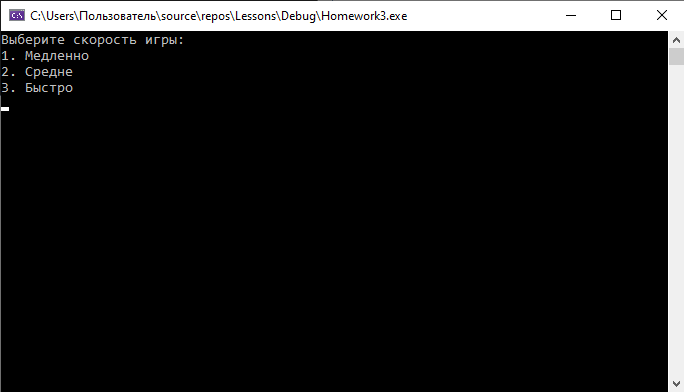 C:\Users\Пользователь\source\repos\Lessons\Debug\Homework3.exe
Выберите скорость игры:
1. Медленно
2. Средне
3. Быстро